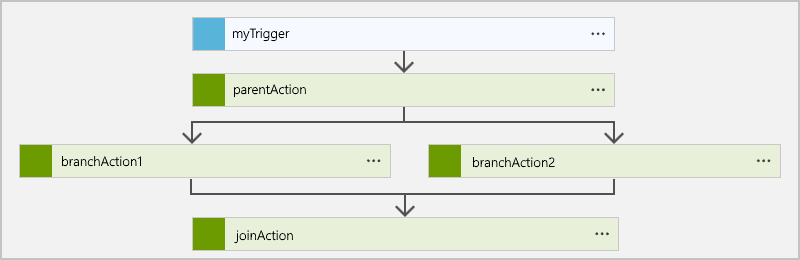 myTrigger ...
parentAction ...
branchAction1 ...
branchAction2 ...
joinAction ...